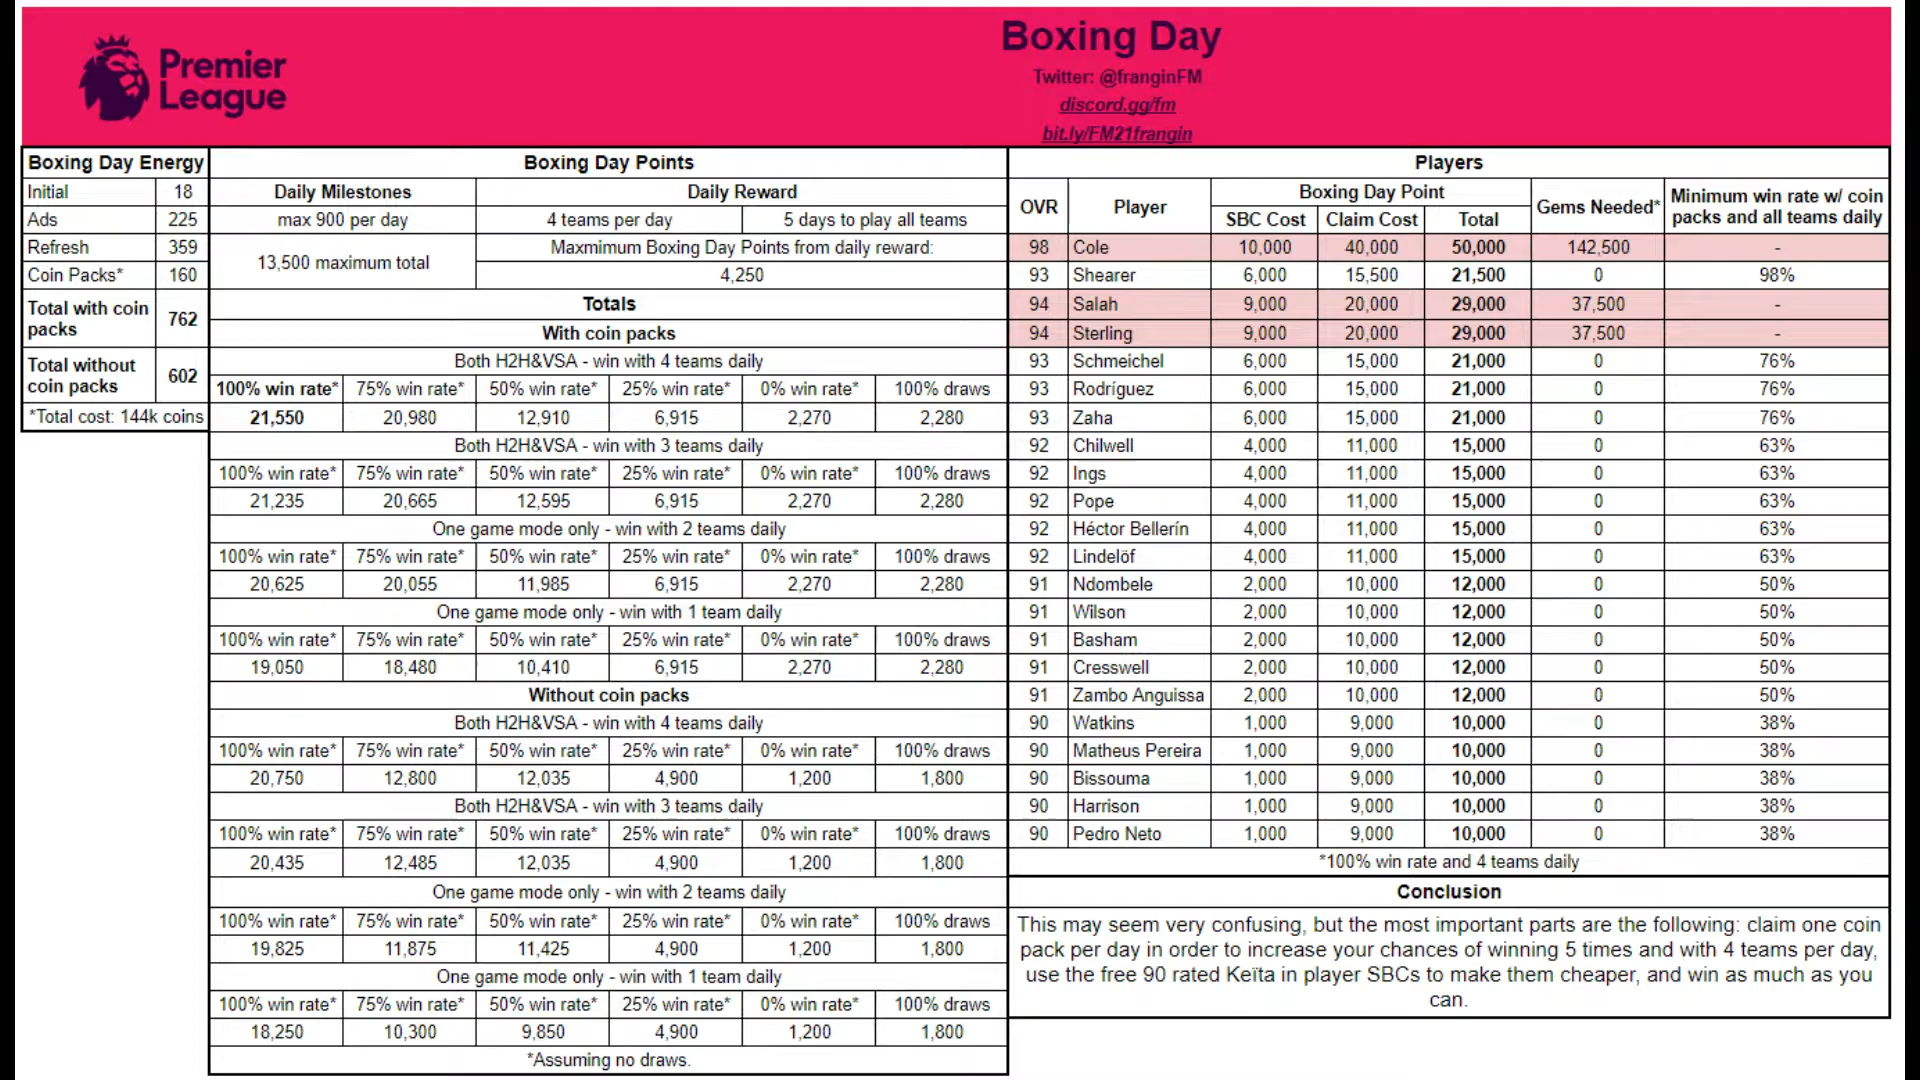 Premier
League
Boxing Day
Twitter: @franginFM
discord.gg/fm
bit.ly/FM21frangin
Boxing Day Energy
Initial 18
Ads 225
Refresh 359
Coin Packs* 160
Total with coin packs 762
Total without coin packs 602
*Total cost: 144k coins
Boxing Day Points
Daily Milestones Daily Reward
max 900 per day 4 teams per day 5 days to play all teams
13,500 maximum total Maxmimum Boxing Day Points from daily reward:
4,250
Totals
With coin packs
Both H2H&VSA - win with 4 teams daily
100% win rate* 75% win rate* 50% win rate* 25% win rate* 0% win rate* 100% draws
21,550 20,980 12,910 6,915 2,270 2,280
Both H2H&VSA - win with 3 teams daily
100% win rate* 75% win rate* 50% win rate* 25% win rate* 0% win rate* 100% draws
21,235 20,665 12,595 6,915 2,270 2,280
One game mode only - win with 2 teams daily
100% win rate* 75% win rate* 50% win rate* 25% win rate* 0% win rate* 100% draws
20,625 20,055 11,985 6,915 2,270 2,280
One game mode only - win with 1 team daily
100% win rate* 75% win rate* 50% win rate* 25% win rate* 0% win rate* 100% draws
19,050 18,480 10,410 6,915 2,270 2,280
Without coin packs
Both H2H&VSA - win with 4 teams daily
100% win rate* 75% win rate* 50% win rate* 25% win rate* 0% win rate* 100% draws
20,750 12,800 12,035 4,900 1,200 1,800
Both H2H&VSA - win with 3 teams daily
100% win rate* 75% win rate* 50% win rate* 25% win rate* 0% win rate* 100% draws
20,435 12,485 12,035 4,900 1,200 1,800
One game mode only - win with 2 teams daily
100% win rate* 75% win rate* 50% win rate* 25% win rate* 0% win rate* 100% draws
19,825 11,875 11,425 4,900 1,200 1,800
One game mode only - win with 1 team daily
100% win rate* 75% win rate* 50% win rate* 25% win rate* 0% win rate* 100% draws
18,250 10,300 9,850 4,900 1,200 1,800
*Assuming no draws.
Players
OVR Player Boxing Day Point Gems Needed* Minimum win rate w/ coin packs and all teams daily
SBC Cost Claim Cost Total
98 Cole 10,000 40,000 50,000 142,500 -
93 Shearer 6,000 15,500 21,500 0 98%
94 Salah 9,000 20,000 29,000 37,500 -
94 Sterling 9,000 20,000 29,000 37,500 -
93 Schmeichel 6,000 15,000 21,000 0 76%
93 Rodríguez 6,000 15,000 21,000 0 76%
93 Zaha 6,000 15,000 21,000 0 76%
92 Chilwell 4,000 11,000 15,000 0 63%
92 Ings 4,000 11,000 15,000 0 63%
92 Pope 4,000 11,000 15,000 0 63%
92 Héctor Bellerín 4,000 11,000 15,000 0 63%
92 Lindelöf 4,000 11,000 15,000 0 63%
91 Ndombele 2,000 10,000 12,000 0 50%
91 Wilson 2,000 10,000 12,000 0 50%
91 Basham 2,000 10,000 12,000 0 50%
91 Cresswell 2,000 10,000 12,000 0 50%
91 Zambo Anguissa 2,000 10,000 12,000 0 50%
90 Watkins 1,000 9,000 10,000 0 38%
90 Matheus Pereira 1,000 9,000 10,000 0 38%
90 Bissouma 1,000 9,000 10,000 0 38%
90 Harrison 1,000 9,000 10,000 0 38%
90 Pedro Neto 1,000 9,000 10,000 0 38%
*100% win rate and 4 teams daily
Conclusion
This may seem very confusing, but the most important parts are the following: claim one coin
pack per day in order to increase your chances of winning 5 times and with 4 teams per day,
use the free 90 rated Keïta in player SBCs to make them cheaper, and win as much as you
can.